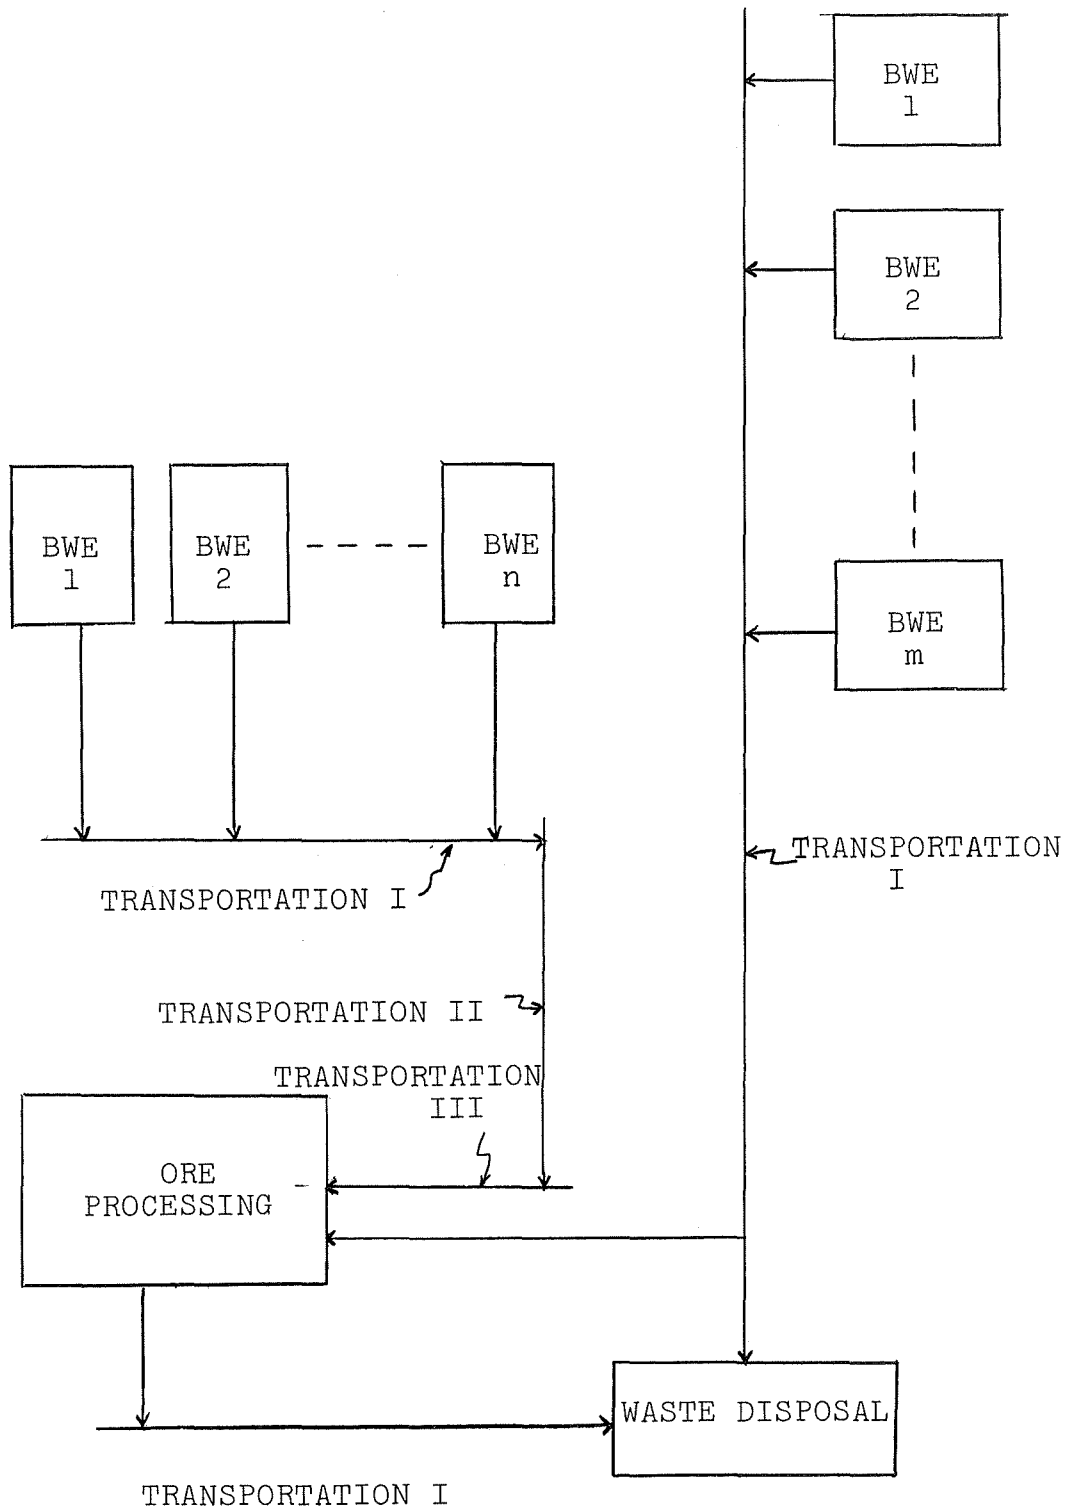 BWE
1
BWE
2
BWE
m
BWE
1
BWE
2
BWE
n
TRANSPORTATION
I
TRANSPORTATION I
TRANSPORTATION II
TRANSPORTATION
III
ORE
PROCESSING
WASTE DISPOSAL
TRANSPORTATION I